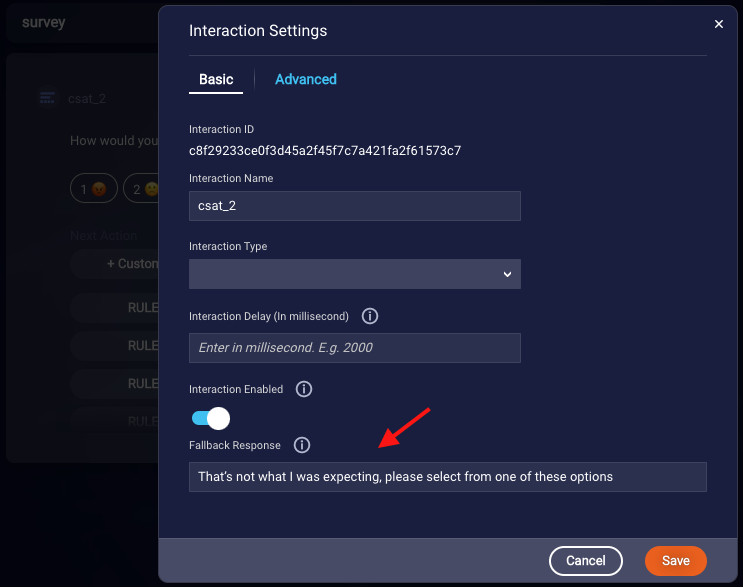 survey
Interaction Settings
Basic
Advanced
csat_2
Interaction ID
c8f29233ce0f3d45a2f45f7c7a421fa2f61573c7
How would you
Interaction Name
csat_2
1
2
Next Action
Interaction Type
+ Custon
RULE
Interaction Delay (In millisecond)
RULE
Enter in millisecond. E.g. 2000
RULE
Interaction Enabled
RULE
Fallback Response
That's not what I was expecting, please select from one of these options
Cancel
Save